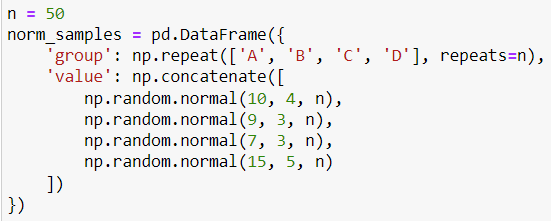 n = 50
norm_samples = pd.DataFrame({
    'group': np.repeat(['A', 'B', 'C', 'D'], repeats=n),
    'value': np.concatenate([
        np.random.normal(10, 4, n),
        np.random.normal(9, 3, n),
        np.random.normal(7, 3, n),
        np.random.normal(15, 5, n)
    ])
})